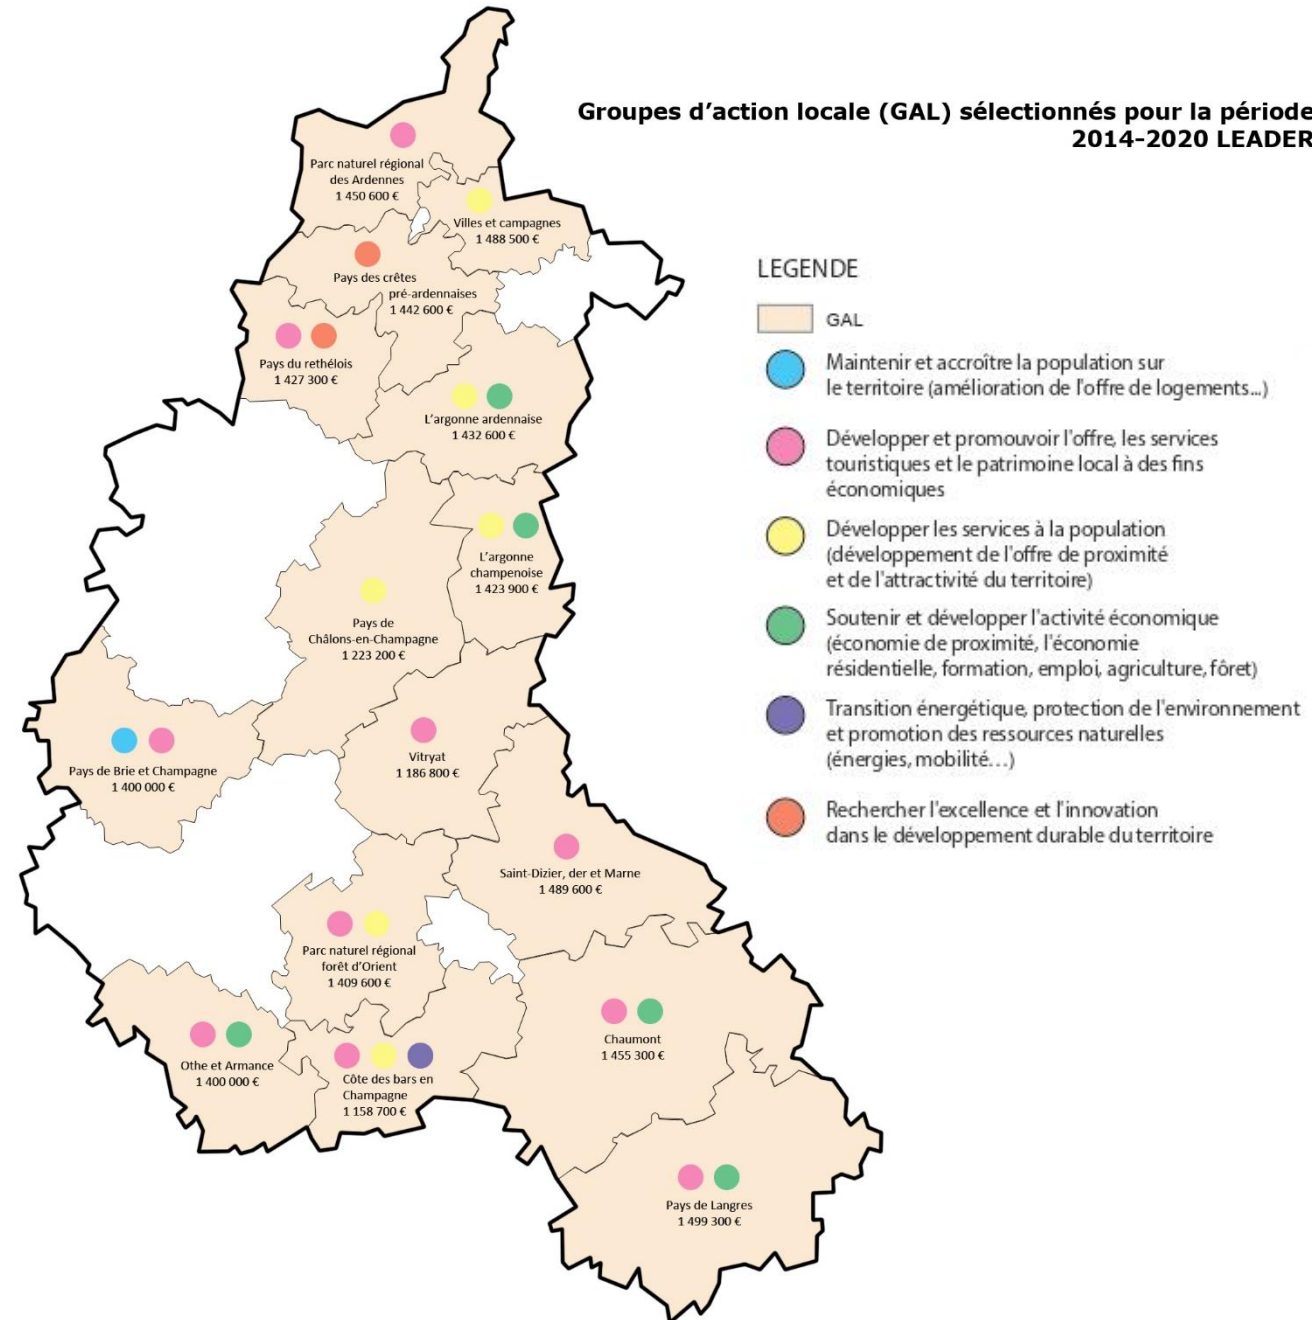 Groupes d'action locale (GAL) sélectionnés pour la période
2014-2020 LEADER
Parc naturel régional
des Ardennes
1 450 600 €
Villes et campagnes
1 488 500 €
Pays des crêtes
pré-ardennaises
1 442 600 €
Pays du rethélois
1 427 300 €
L'argonne ardennaise
1 432 600 €
L'argonne
champenoise
1 423 900 €
Pays de
Châlons-en-Champagne
1 223 200 €
Pays de Brie et Champagne
1 400 000 €
Vitryat
1 186 800 €
Saint-Dizier, der et Marne
1 489 600 €
Parc naturel régional
forêt d'Orient
1 409 600 €
Othe et Armance
1 400 000 €
Côte des bars en
Champagne
1 158 700 €
Chaumont
1 455 300 €
Pays de Langres
1 499 300 €
LEGENDE
GAL
Maintenir et accroître la population sur
le territoire (amélioration de l'offre de logements...)
Développer et promouvoir l'offre, les services
touristiques et le patrimoine local à des fins
économiques
Développer les services à la population
(développement de l'offre de proximité
et de l'attractivité du territoire)
Soutenir et développer l'activité économique
(économie de proximité, l'économie
résidentielle, formation, emploi, agriculture, fôret)
Transition énergétique, protection de l'environnement
et promotion des ressources naturelles
(énergies, mobilité...)
Rechercher l'excellence et l'innovation
dans le développement durable du territoire